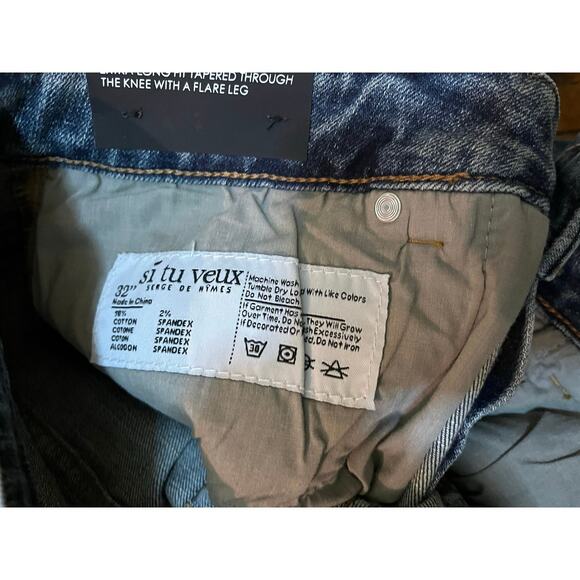 THE KNEE WITH A FLARE LEG
si tu veux
SERGE DE NIMES
32"
Made In China
98% 2%
COTTON SPANDEX
COTONE SPANDEX
COTON SPANDEX
ALGODON SPANDEX
Machine Wash With Like Colors
Tumble Dry Lo
Do Not Bleach
If Garment Has They Will Grow
Over Time, Do Excessively
If Decorated Or , Do Not Iron
30